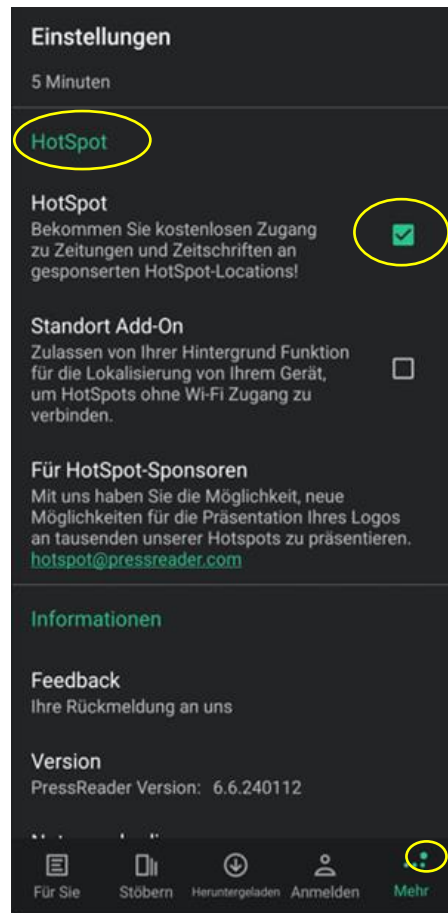 Einstellungen
5 Minuten
HotSpot
HotSpot
Bekommen Sie kostenlosen Zugang
zu Zeitungen und Zeitschriften an
gesponserten HotSpot-Locations!
Standort Add-On
Zulassen von Ihrer Hintergrund Funktion
für die Lokalisierung von Ihrem Gerät,
um HotSpots ohne Wi-Fi Zugang zu
verbinden.
Für HotSpot-Sponsoren
Mit uns haben Sie die Möglichkeit, neue
Möglichkeiten für die Präsentation Ihres Logos
an tausenden unserer Hotspots zu präsentieren.
hotspot@pressreader.com
Informationen
Feedback
Ihre Rückmeldung an uns
Version
PressReader Version: 6.6.240112
Für Sie Stöbern Heruntergeladen Anmelden Mehr